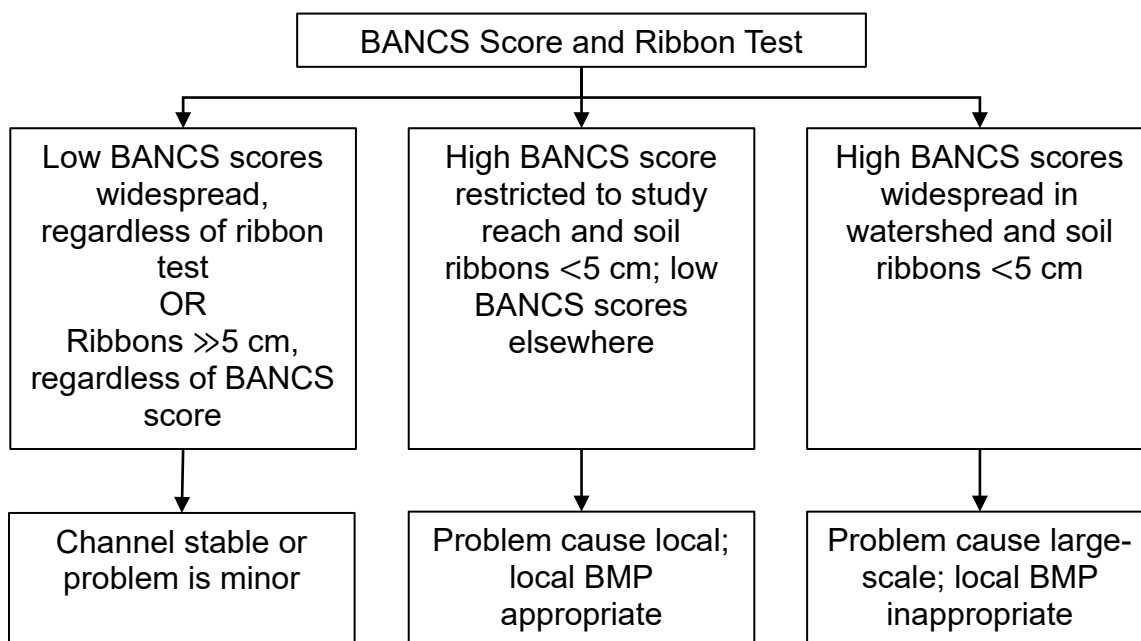 BANCS Score and Ribbon Test
Low BANCS scores
widespread,
regardless of ribbon
test
OR
Ribbons ≫5 cm,
regardless of BANCS
score
High BANCS score
restricted to study
reach and soil
ribbons <5 cm; low
BANCS scores
elsewhere
High BANCS scores
widespread in
watershed and soil
ribbons <5 cm
Channel stable or
problem is minor
Problem cause local;
local BMP
appropriate
Problem cause large-
scale; local BMP
inappropriate